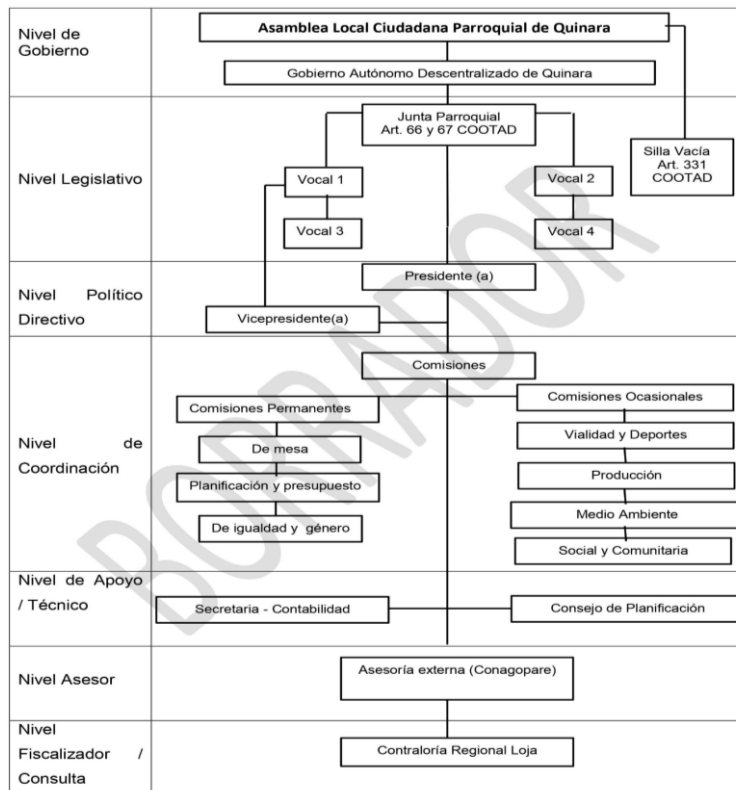 Nivel de
Gobierno
Asamblea Local Ciudadana Parroquial de Quinara
Gobierno Autónomo Descentralizado de Quinara
Nivel Legislativo
Junta Parroquial
Art. 66 y 67 COOTAD
Silla Vacía
Art. 331
COOTAD
Vocal 1
Vocal 2
Vocal 3
Vocal 4
Nivel Político
Directivo
Presidente (a)
Vicepresidente(a)
Nivel de
Coordinación
Comisiones
Comisiones Permanentes
De mesa
Planificación y presupuesto
De igualdad y género
Comisiones Ocasionales
Vialidad y Deportes
Producción
Medio Ambiente
Social y Comunitaria
Nivel de Apoyo
/ Técnico
Secretaria - Contabilidad
Consejo de Planificación
Nivel Asesor
Asesoría externa (Conagopare)
Nivel
Fiscalizador /
Consulta
Contraloría Regional Loja
BORRADOR